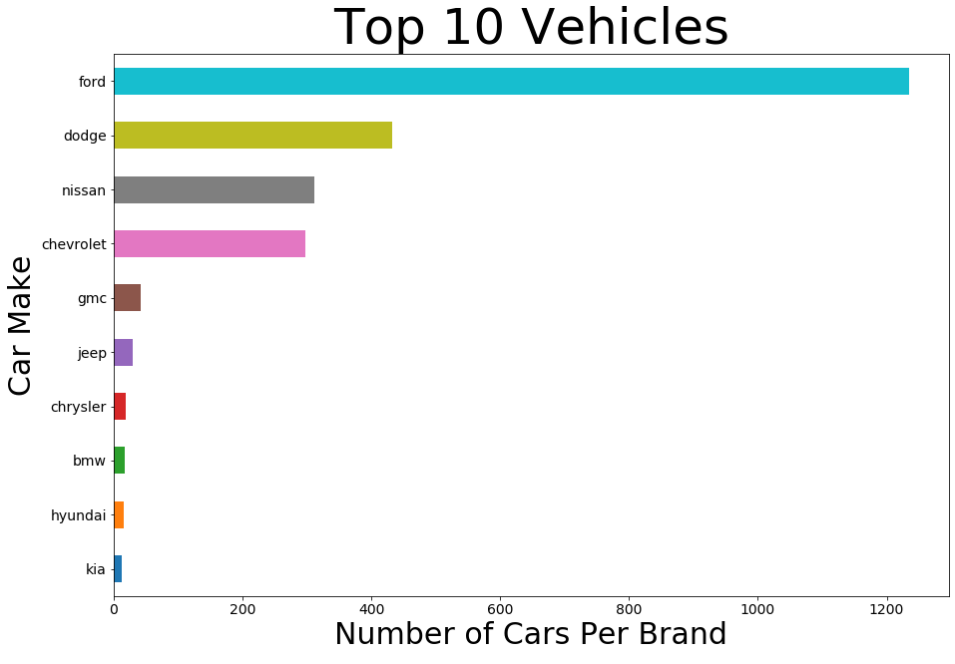 Top 10 Vehicles
ford
dodge
nissan
chevrolet
gmc
jeep
chrysler
bmw
hyundai
kia
Car Make
0 200 400 600 800 1000 1200
Number of Cars Per Brand